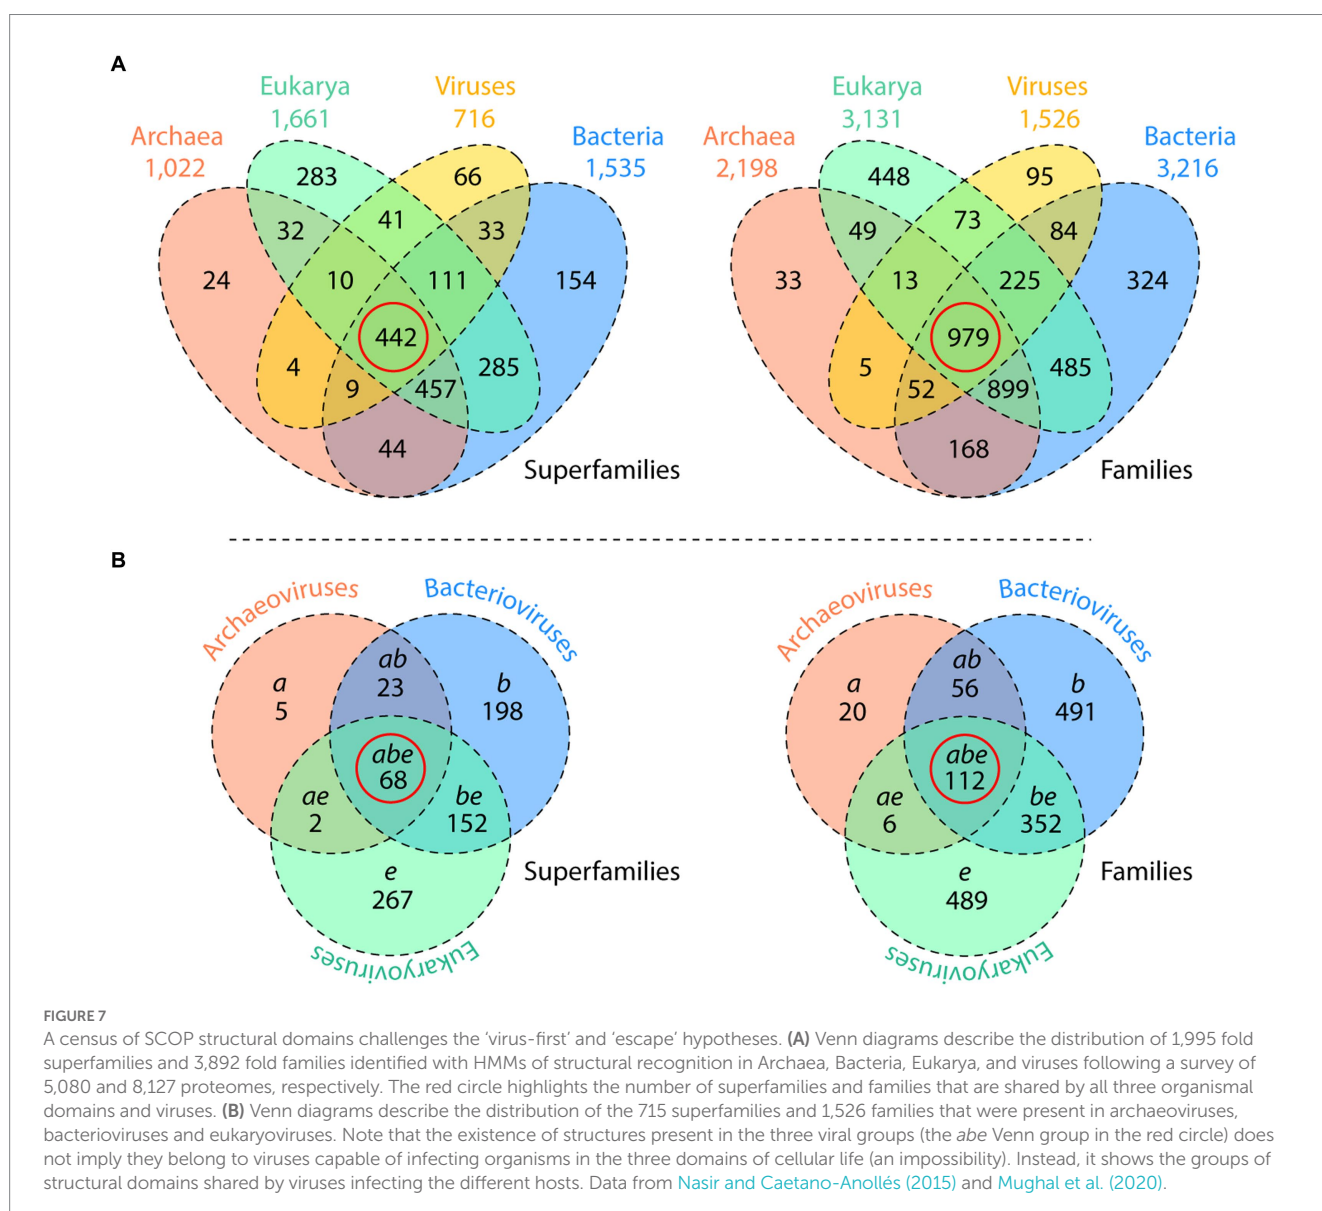 A
Eukarya
1,661
Viruses
716
Archaea
1,022
Bacteria
1,535
283
66
32
41
33
24
10
111
154
442
4
9
457
285
44
Superfamilies
Eukarya
3,131
Viruses
1,526
Archaea
2,198
Bacteria
3,216
448
95
49
73
84
33
13
225
324
979
5
52
899
485
168
Families
B
Archaeoviruses
Bacterioviruses
ab
23
a
5
b
198
abe
68
ae
2
be
152
e
267
Superfamilies
Eukaryoviruses
Archaeoviruses
Bacterioviruses
ab
56
a
20
b
491
abe
112
ae
6
be
352
e
489
Families
Eukaryoviruses
FIGURE 7
A census of SCOP structural domains challenges the ‘virus-first’ and ‘escape’ hypotheses. (A) Venn diagrams describe the distribution of 1,995 fold
superfamilies and 3,892 fold families identified with HMMs of structural recognition in Archaea, Bacteria, Eukarya, and viruses following a survey of
5,080 and 8,127 proteomes, respectively. The red circle highlights the number of superfamilies and families that are shared by all three organismal
domains and viruses. (B) Venn diagrams describe the distribution of the 715 superfamilies and 1,526 families that were present in archaeoviruses,
bacterioviruses and eukaryoviruses. Note that the existence of structures present in the three viral groups (the abe Venn group in the red circle) does
not imply they belong to viruses capable of infecting organisms in the three domains of cellular life (an impossibility). Instead, it shows the groups of
structural domains shared by viruses infecting the different hosts. Data from Nasir and Caetano-Anollés (2015) and Mughal et al. (2020).